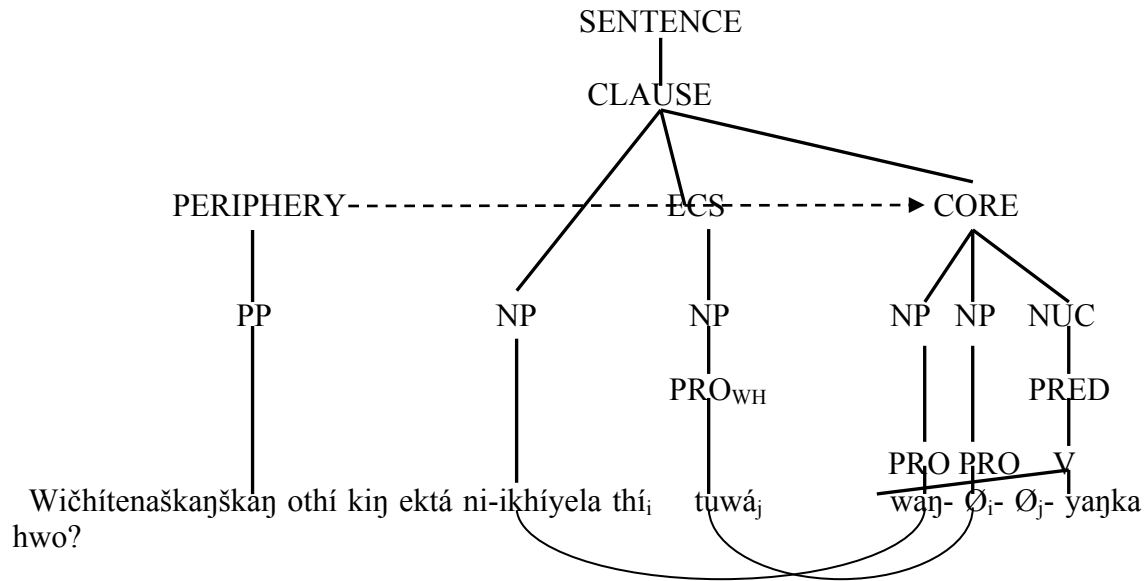 SENTENCE
CLAUSE
PERIPHERY ECS CORE
PP NP NP NP NP NUC
PRO_WH PRED
PRO PRO V
Wičhítenaškaŋškaŋ othí kiŋ ektá ni-ikhíyela thí_i tuwá_j waŋ- Ø_i- Ø_j- yaŋka
hwo?